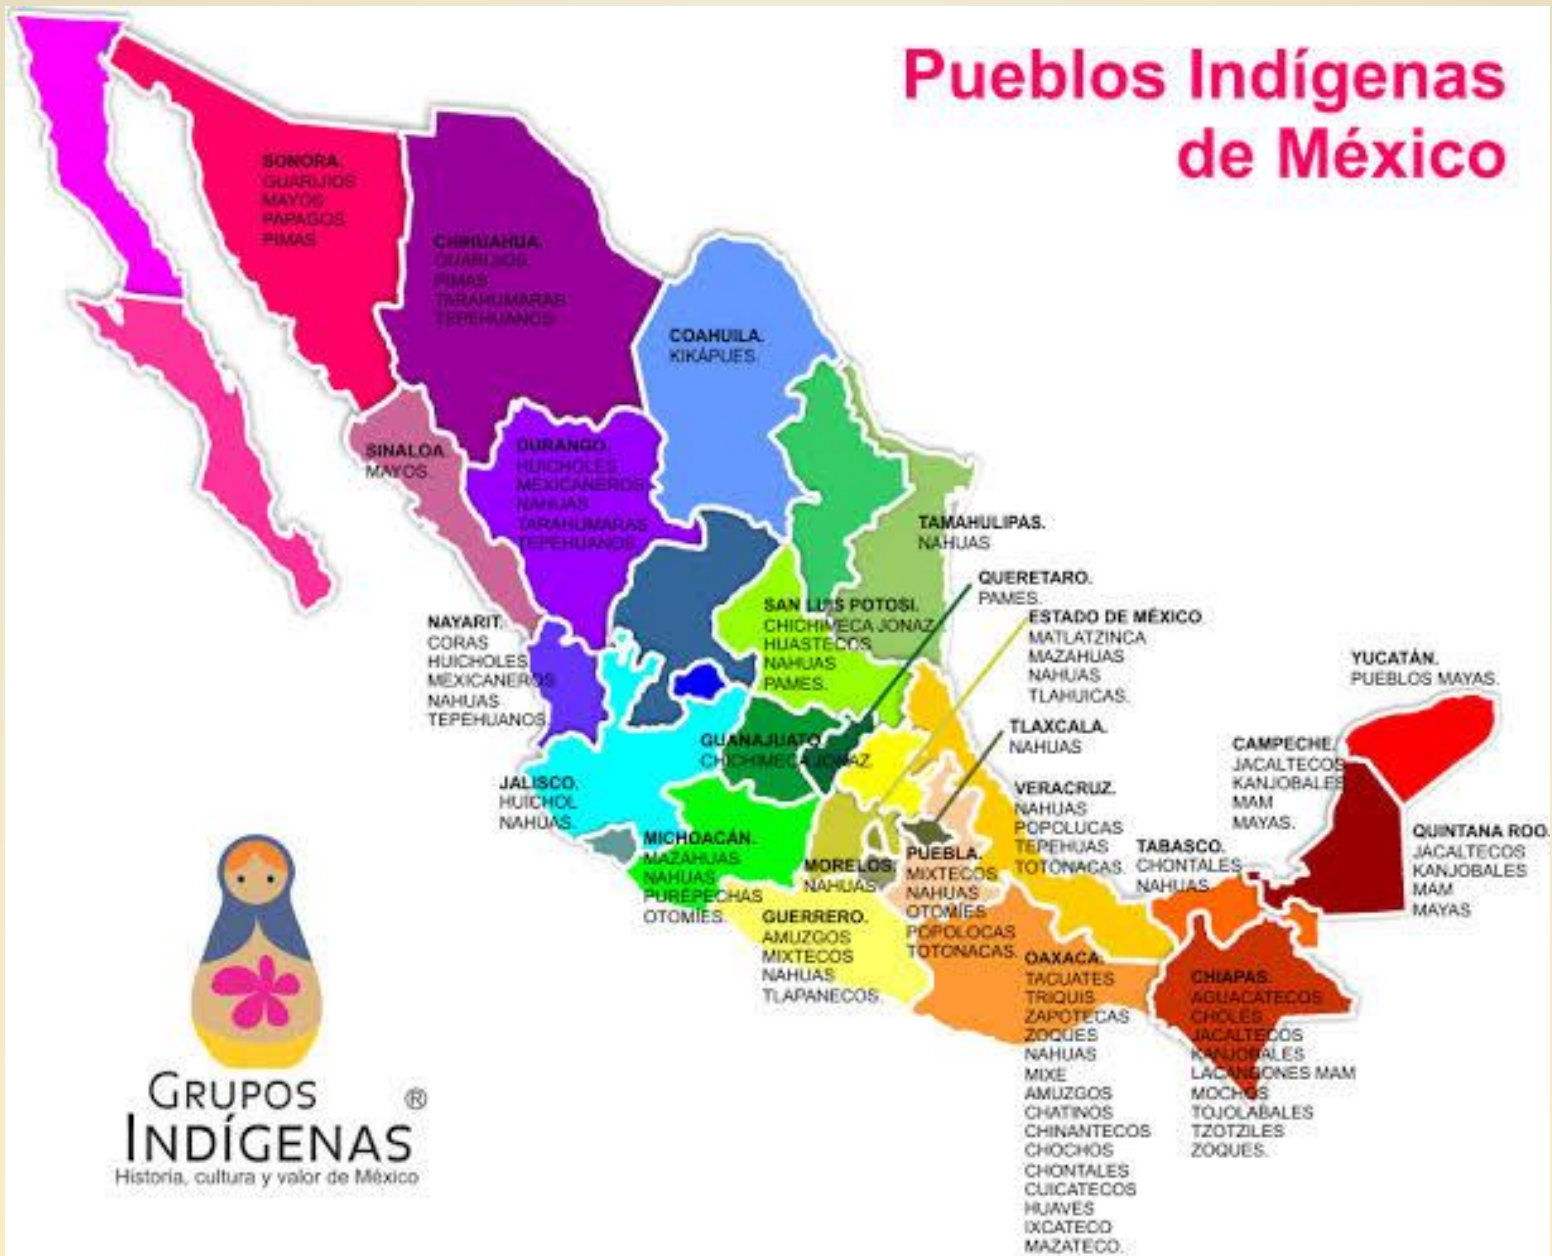 Pueblos Indígenas
de México
SONORA.
GUARIJIOS
MAYOS
PAPAGOS
PIMAS
CHIHUAHUA.
GUARIJIOS
PIMAS
TARAHUMARAS
TEPEHUANOS
COAHUILA.
KIKÁPUES.
SINALOA
MAYOS.
DURANGO.
HUICHOLES
MEXICANEROS
NAHUAS
TARAHUMARAS
TEPEHUANOS.
TAMAHULIPAS.
NAHUAS
QUERETARO.
PAMES.
SAN LUIS POTOSI.
CHICHIMECA JONAZ
HUASTECOS
NAHUAS
PAMES.
ESTADO DE MÉXICO
MATLATZINCA
MAZAHUAS
NAHUAS
TLAHUICAS.
NAYARIT.
CORAS
HUICHOLES
MEXICANEROS
NAHUAS
TEPEHUANOS.
YUCATÁN.
PUEBLOS MAYAS.
TLAXCALA.
NAHUAS
GUANAJUATO
CHICHIMECA JONAZ
CAMPECHE.
JACALTECOS
KANJOBALES
MAM
MAYAS.
JALISCO.
HUICHOL
NAHUAS.
VERACRUZ.
NAHUAS
POPOLUCAS
TEPEHUAS
TOTONACAS.
QUINTANA ROO.
JACALTECOS
KANJOBALES
MAM
MAYAS
MICHOACÁN.
MAZAHUAS
NAHUAS
PURÉPECHAS
OTOMÍES.
MORELOS.
NAHUAS
PUEBLA.
MIXTECOS
NAHUAS
OTOMÍES
POPOLOCAS
TOTONACAS.
TABASCO.
CHONTALES
NAHUAS
GUERRERO.
AMUZGOS
MIXTECOS
NAHUAS
TLAPANECOS.
OAXACA.
TACUATES
TRIQUIS
ZAPOTECAS
ZOQUES
NAHUAS
MIXE
AMUZGOS
CHATINOS
CHINANTECOS
CHOCHOS
CHONTALES
CUICATECOS
HUAVES
IXCATECO
MAZATECO.
CHIAPAS.
AGUACATECOS
CHOLES
JACALTECOS
KANJOBALES
LACANDONES MAM
MOCHOS
TOJOLABALES
TZOTZILES
ZOQUES.
GRUPOS ®
INDÍGENAS
Historia, cultura y valor de México